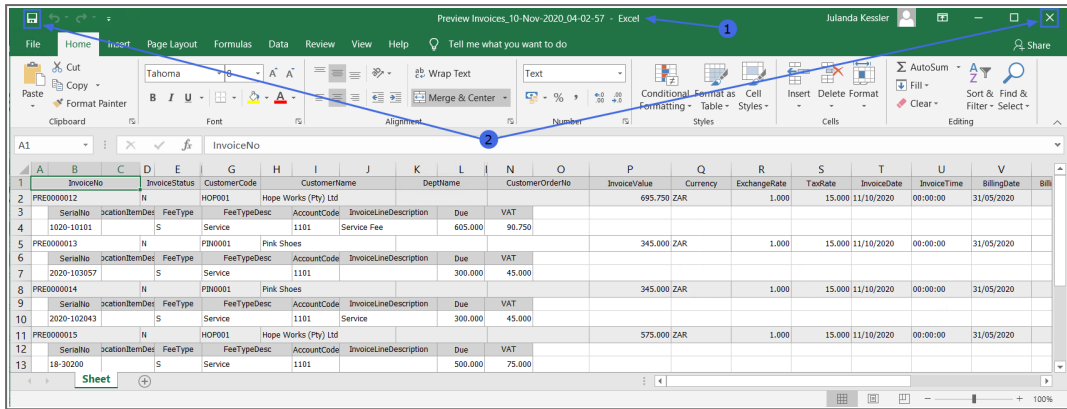 Preview Invoices_10-Nov-2020_04-02-57 - Excel
1
Julanda Kessler
File Home Insert Page Layout Formulas Data Review View Help Tell me what you want to do Share
Cut
Copy
Format Painter
Paste
Clipboard
Tahoma 8
B I U
Font
Wrap Text
Merge & Center
Alignment
Text
Number
Conditional Formatting
Format as Table
Cell Styles
Styles
Insert Delete Format
Cells
AutoSum
Fill
Clear
Sort & Filter
Find & Select
Editing
2
A1 InvoiceNo
A B C D E G H I J K L N O P Q R S T U V
1 InvoiceNo InvoiceStatus CustomerCode CustomerName DeptName CustomerOrderNo InvoiceValue Currency ExchangeRate TaxRate InvoiceDate InvoiceTime BillingDate Billi
2 PRE0000012 N HOP001 Hope Works (Pty) Ltd 695.750 ZAR 1.000 15.000 11/10/2020 00:00:00 31/05/2020
3 SerialNo ocationItemDes FeeType FeeTypeDesc AccountCode InvoiceLineDescription Due VAT
4 1020-10101 S Service 1101 Service Fee 605.000 90.750
5 PRE0000013 N PIN0001 Pink Shoes 345.000 ZAR 1.000 15.000 11/10/2020 00:00:00 31/05/2020
6 SerialNo ocationItemDes FeeType FeeTypeDesc AccountCode InvoiceLineDescription Due VAT
7 2020-103057 S Service 1101 300.000 45.000
8 PRE0000014 N PIN0001 Pink Shoes 345.000 ZAR 1.000 15.000 11/10/2020 00:00:00 31/05/2020
9 SerialNo ocationItemDes FeeType FeeTypeDesc AccountCode InvoiceLineDescription Due VAT
10 2020-102043 S Service 1101 Service 300.000 45.000
11 PRE0000015 N HOP001 Hope Works (Pty) Ltd 575.000 ZAR 1.000 15.000 11/10/2020 00:00:00 31/05/2020
12 SerialNo ocationItemDes FeeType FeeTypeDesc AccountCode InvoiceLineDescription Due VAT
13 18-30200 S Service 1101 500.000 75.000
Sheet
100%